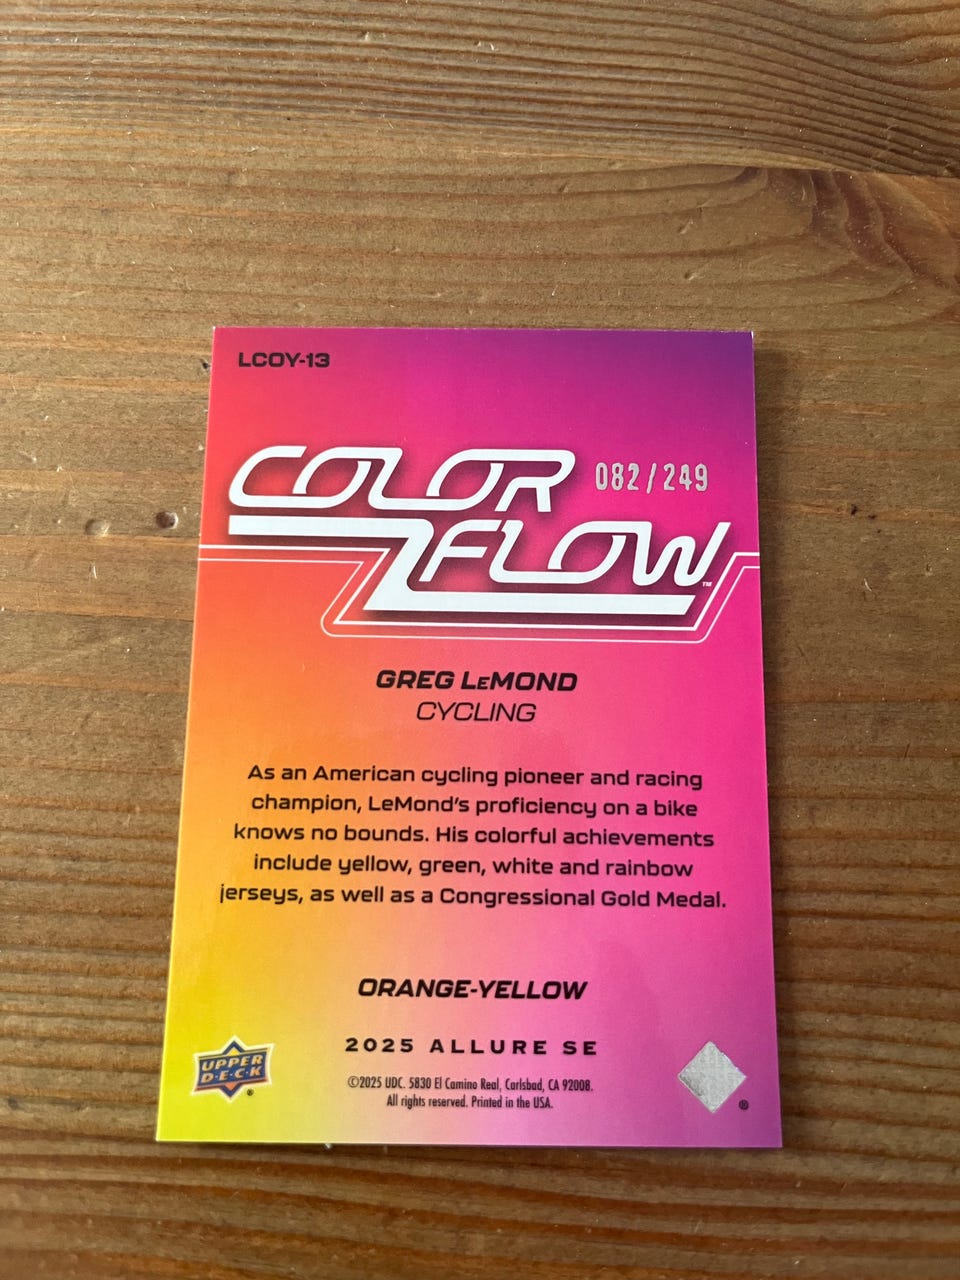 LCOY-13
COLOR 082/249
FLOW™
GREG LeMOND
CYCLING
As an American cycling pioneer and racing
champion, LeMond's proficiency on a bike
knows no bounds. His colorful achievements
include yellow, green, white and rainbow
jerseys, as well as a Congressional Gold Medal.
ORANGE-YELLOW
2025 ALLURE SE
UPPER
D·E·C·K ®
©2025 UDC. 5830 El Camino Real, Carlsbad, CA 92008.
All rights reserved. Printed in the USA.
®